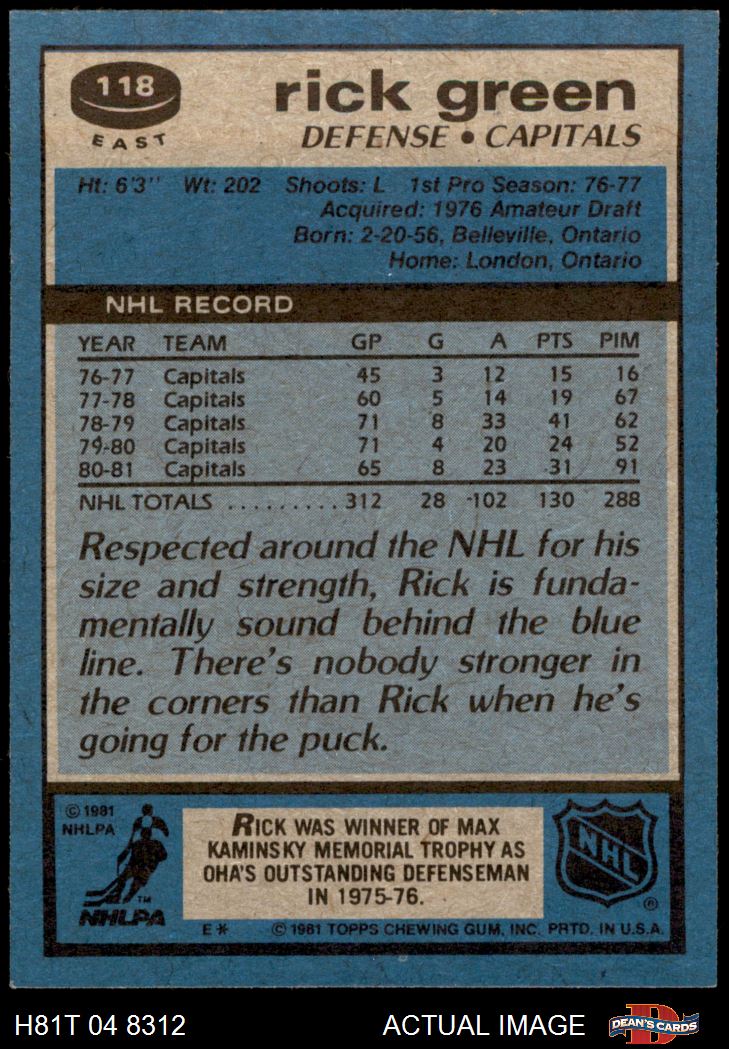 118
EAST
rick green
DEFENSE • CAPITALS
Ht: 6'3" Wt: 202 Shoots: L 1st Pro Season: 76-77
Acquired: 1976 Amateur Draft
Born: 2-20-56, Belleville, Ontario
Home: London, Ontario
NHL RECORD
YEAR TEAM GP G A PTS PIM
76-77 Capitals 45 3 12 15 16
77-78 Capitals 60 5 14 19 67
78-79 Capitals 71 8 33 41 62
79-80 Capitals 71 4 20 24 52
80-81 Capitals 65 8 23 31 91
NHL TOTALS ......... 312 28 102 130 288
Respected around the NHL for his
size and strength, Rick is funda-
mentally sound behind the blue
line. There's nobody stronger in
the corners than Rick when he's
going for the puck.
© 1981
NHLPA
TM
NHLPA
RICK WAS WINNER OF MAX
KAMINSKY MEMORIAL TROPHY AS
OHA'S OUTSTANDING DEFENSEMAN
IN 1975-76.
NHL
®
E * © 1981 TOPPS CHEWING GUM, INC. PRTD. IN U.S.A.
H81T 04 8312 ACTUAL IMAGE
D
DEAN'S CARDS